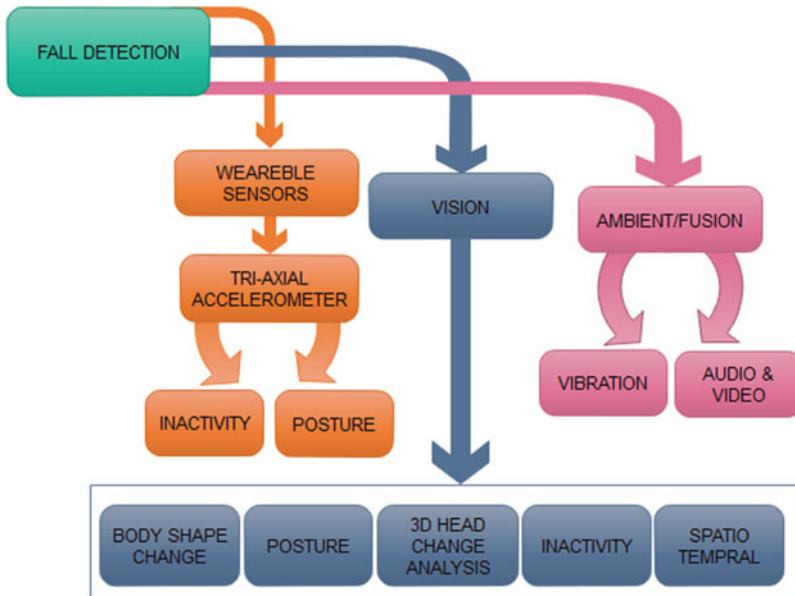 FALL DETECTION
WEAREBLE
SENSORS
VISION
AMBIENT/FUSION
TRI-AXIAL
ACCELEROMETER
VIBRATION
AUDIO &
VIDEO
INACTIVITY
POSTURE
BODY SHAPE
CHANGE
POSTURE
3D HEAD
CHANGE
ANALYSIS
INACTIVITY
SPATIO
TEMPRAL